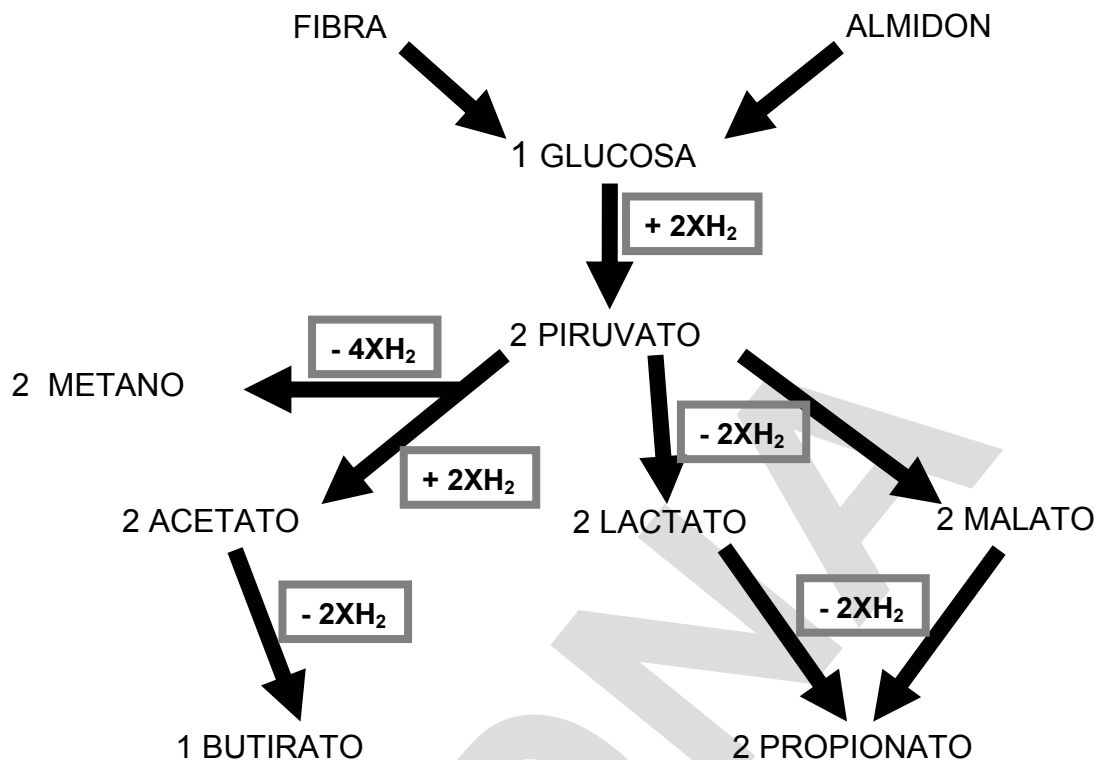 FIBRA
ALMIDON
1 GLUCOSA
+ 2XH₂
2 PIRUVATO
- 4XH₂
2 METANO
- 2XH₂
+ 2XH₂
2 ACETATO
2 LACTATO
2 MALATO
- 2XH₂
- 2XH₂
1 BUTIRATO
2 PROPIONATO